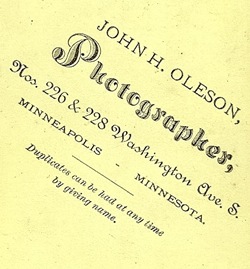 JOHN H. OLESON,
Photographer,
Nos. 226 & 228 Washington Ave. S.
MINNEAPOLIS - MINNESOTA.
Duplicates can be had at any time
by giving name.